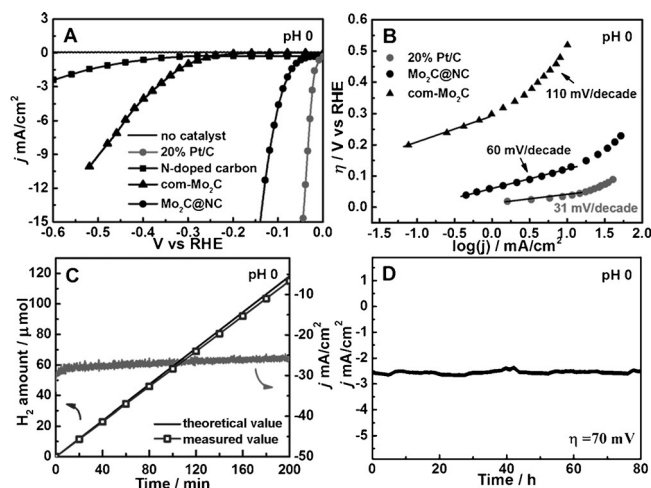 A
pH 0
j mA/cm²
0
-3
-6
-9
-12
-15
no catalyst
20% Pt/C
N-doped carbon
com-Mo₂C
Mo₂C@NC
-0.6 -0.5 -0.4 -0.3 -0.2 -0.1 0.0
V vs RHE
B
pH 0
η / V vs RHE
0.6
0.5
0.4
0.3
0.2
0.1
0.0
20% Pt/C
Mo₂C@NC
com-Mo₂C
110 mV/decade
60 mV/decade
31 mV/decade
-1.5 -1.0 -0.5 0.0 0.5 1.0 1.5 2.0
log(j) / mA/cm²
C
pH 0
H₂ amount / μmol
120
100
80
60
40
20
0
j mA/cm²
-10
-20
-30
-40
-50
theoretical value
measured value
0 40 80 120 160 200
Time / min
D
pH 0
j mA/cm²
0
-1
-2
-3
-4
-5
η =70 mV
0 20 40 60 80
Time / h